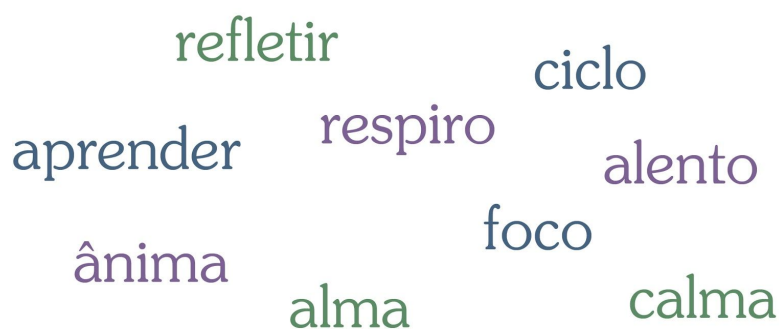 refletir
ciclo
respiro
aprender
alento
foco
ânima
alma
calma